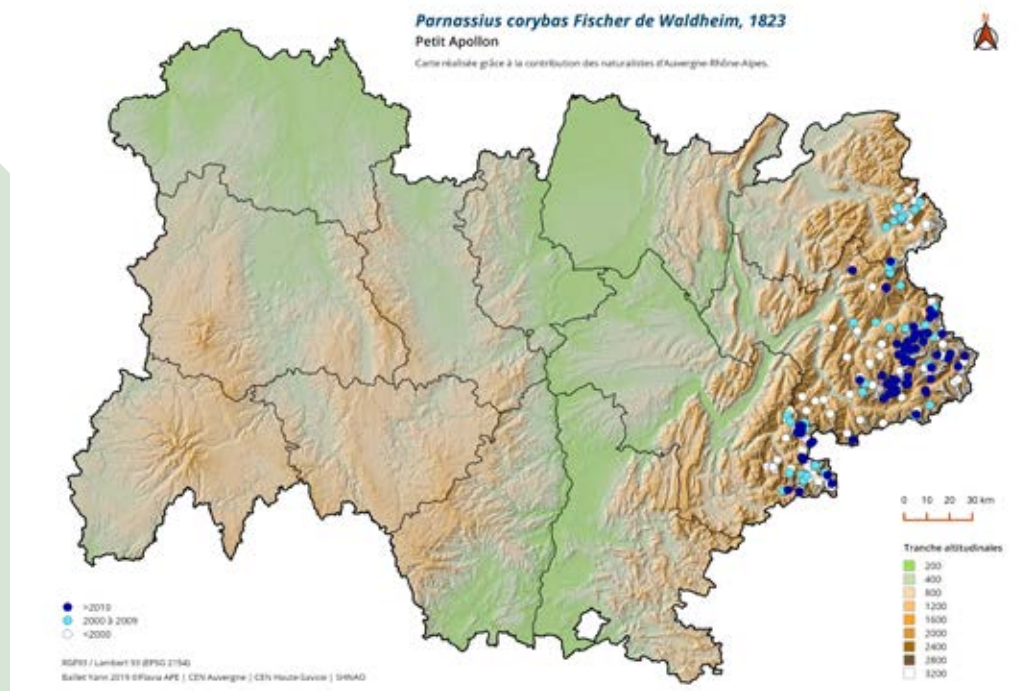 Parnassius corybas Fischer de Waldheim, 1823
Petit Apollon
Carte réalisée grâce à la contribution des naturalistes d'Auvergne-Rhône-Alpes.
N
0 10 20 30 km
Tranche altitudinales
200
400
800
1200
1600
2000
2400
2800
3200
>2010
2000 à 2009
<2000
RGF93 / Lambert 93 (EPSG 2154)
Baillet Yann 2019 ©Flavia APE | CEN Auvergne | CEN Haute-Savoie | SHNAO